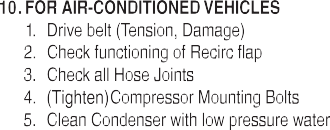 10. FOR AIR-CONDITIONED VEHICLES
1. Drive belt (Tension, Damage)
2. Check functioning of Recirc flap
3. Check all Hose Joints
4. (Tighten)Compressor Mounting Bolts
5. Clean Condenser with low pressure water